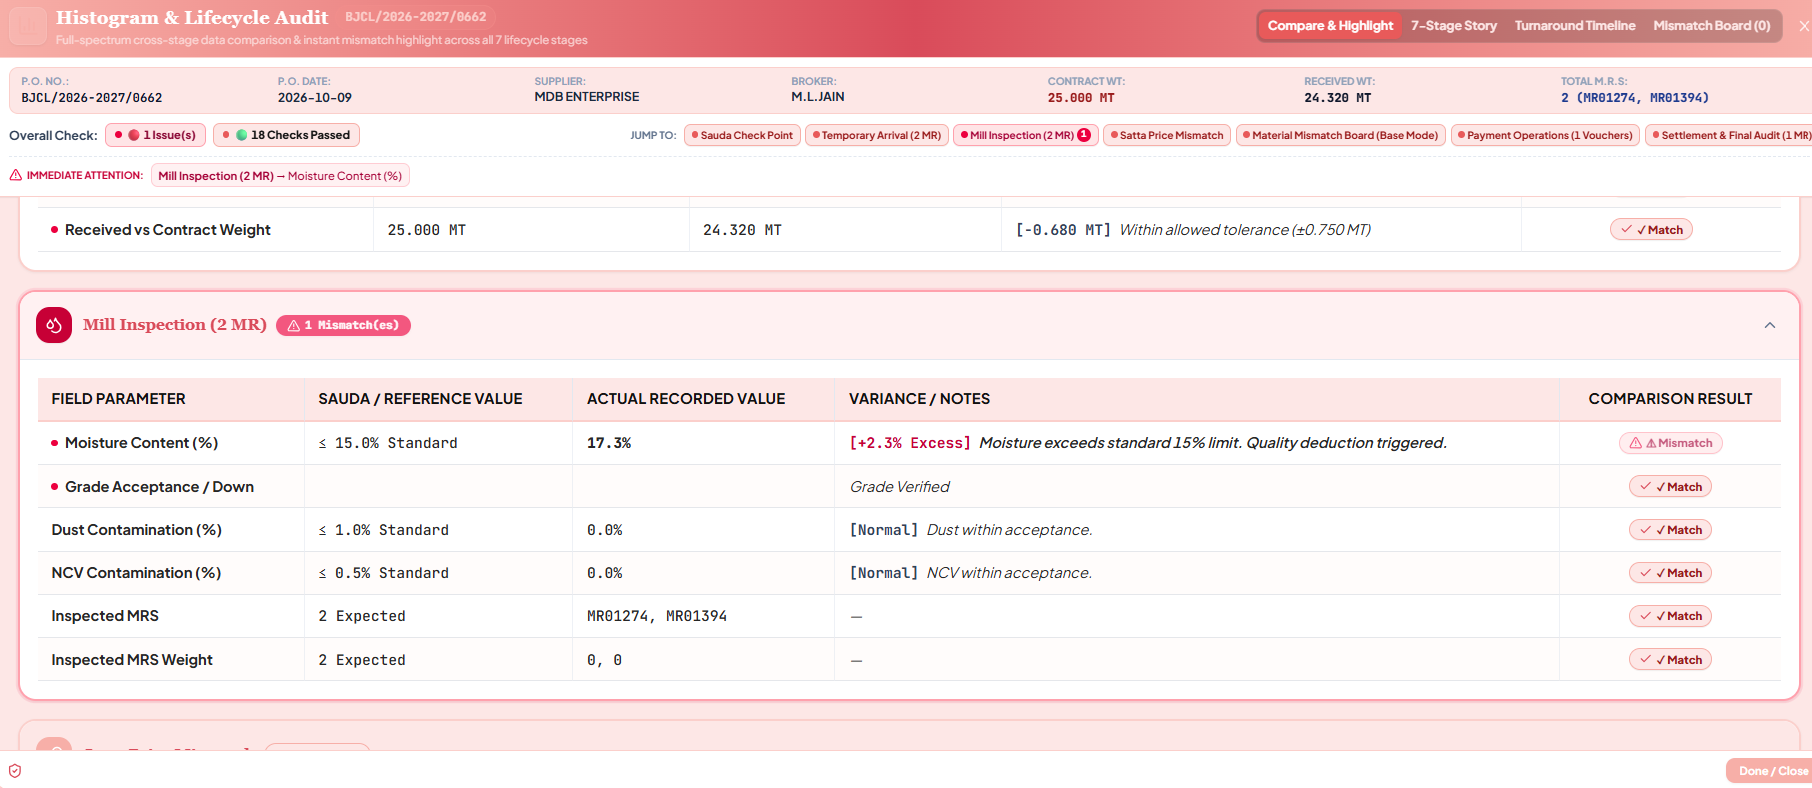 Histogram & Lifecycle Audit BJCL/2026-2027/0662
Full-spectrum cross-stage data comparison & instant mismatch highlight across all 7 lifecycle stages
Compare & Highlight 7-Stage Story Turnaround Timeline Mismatch Board (0)
P.O. NO.: P.O. DATE: SUPPLIER: BROKER: CONTRACT WT: RECEIVED WT: TOTAL M.R.S:
BJCL/2026-2027/0662 2026-10-09 MDB ENTERPRISE M.L.JAIN 25.000 MT 24.320 MT 2 (MR01274, MR01394)
Overall Check: 1 Issue(s) 18 Checks Passed JUMP TO: Sauda Check Point Temporary Arrival (2 MR) Mill Inspection (2 MR) 1 Satta Price Mismatch Material Mismatch Board (Base Mode) Payment Operations (1 Vouchers) Settlement & Final Audit (1 MR)
IMMEDIATE ATTENTION: Mill Inspection (2 MR) → Moisture Content (%)
Received vs Contract Weight 25.000 MT 24.320 MT [-0.680 MT] Within allowed tolerance (±0.750 MT) ✓ Match
Mill Inspection (2 MR) 1 Mismatch(es)
FIELD PARAMETER SAUDA / REFERENCE VALUE ACTUAL RECORDED VALUE VARIANCE / NOTES COMPARISON RESULT
Moisture Content (%) ≤ 15.0% Standard 17.3% [+2.3% Excess] Moisture exceeds standard 15% limit. Quality deduction triggered. ⚠ Mismatch
Grade Acceptance / Down Grade Verified ✓ Match
Dust Contamination (%) ≤ 1.0% Standard 0.0% [Normal] Dust within acceptance. ✓ Match
NCV Contamination (%) ≤ 0.5% Standard 0.0% [Normal] NCV within acceptance. ✓ Match
Inspected MRS 2 Expected MR01274, MR01394 — ✓ Match
Inspected MRS Weight 2 Expected 0, 0 — ✓ Match
Done / Close